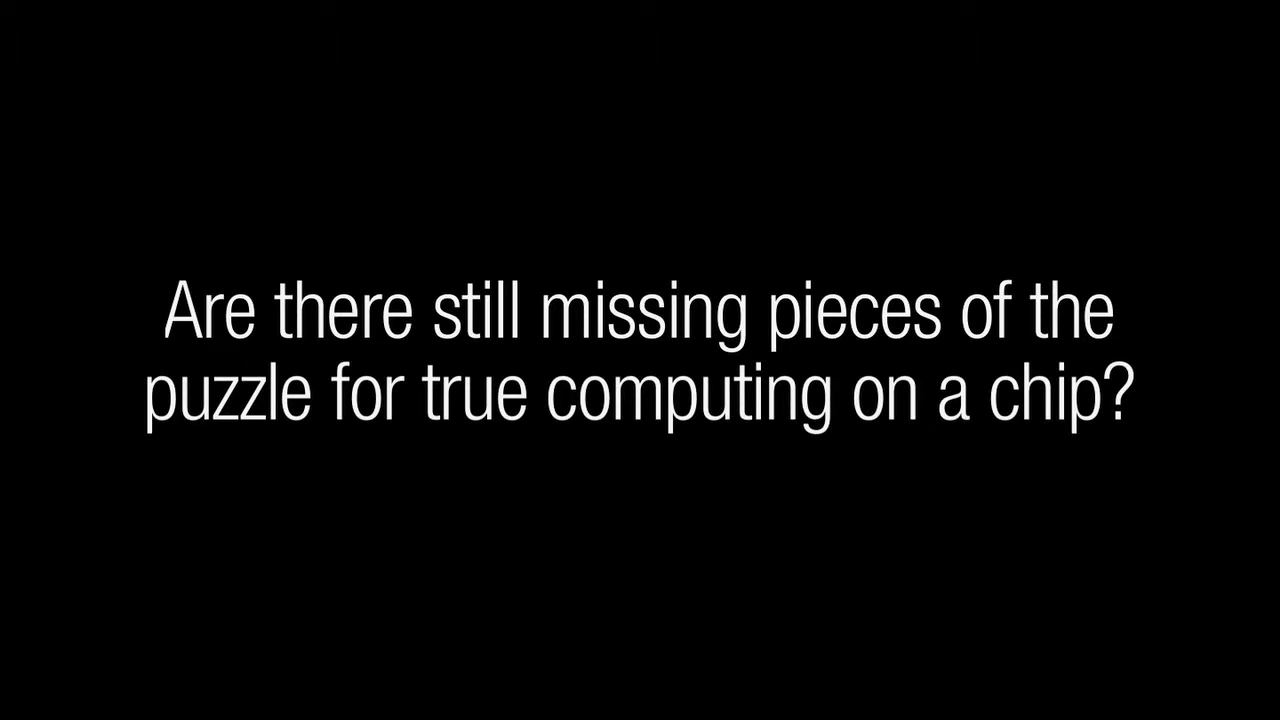 Are there still missing pieces of the
puzzle for true computing on a chip?